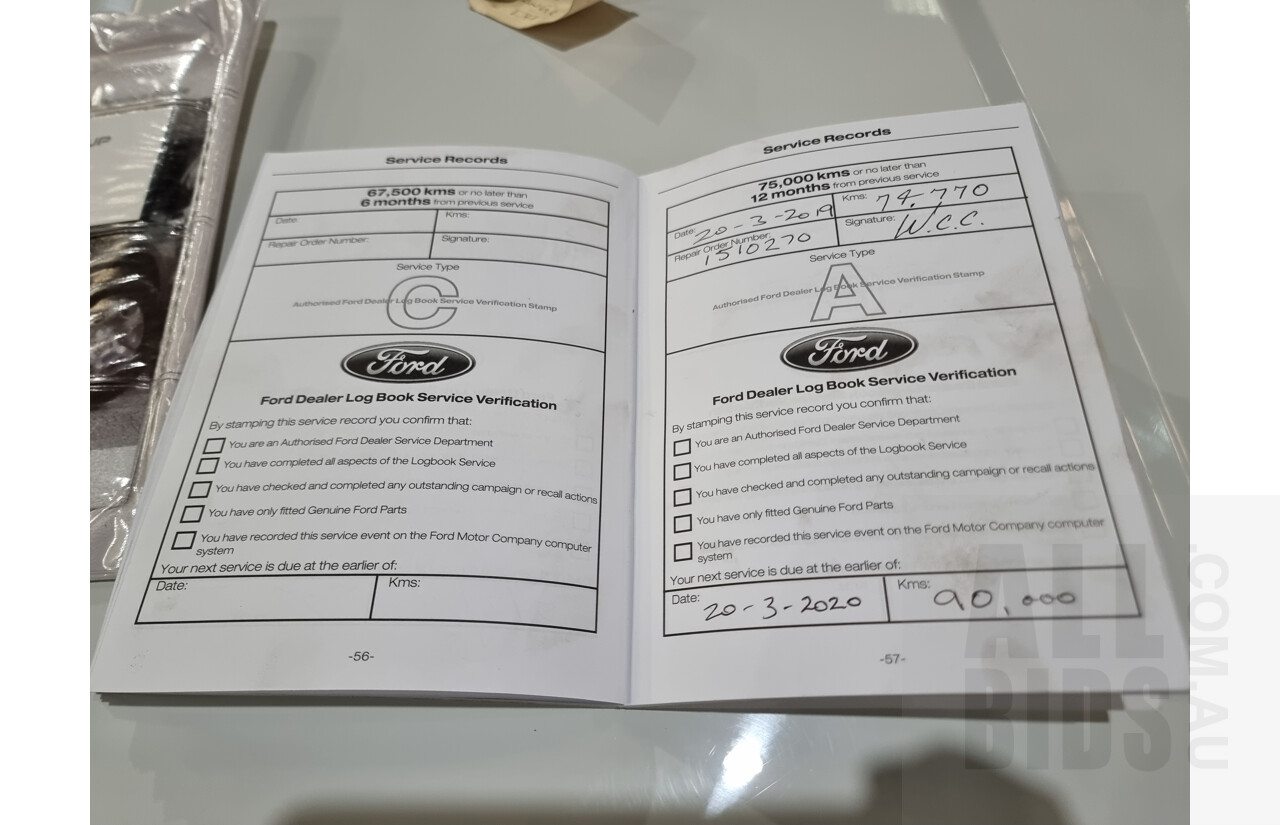 Service Records
67,500 kms or no later than
6 months from previous service
Date:
Kms:
Repair Order Number:
Signature:
Service Type
C
Authorised Ford Dealer Log Book Service Verification Stamp
Ford
Ford Dealer Log Book Service Verification
By stamping this service record you confirm that:
You are an Authorised Ford Dealer Service Department
You have completed all aspects of the Logbook Service
You have checked and completed any outstanding campaign or recall actions
You have only fitted Genuine Ford Parts
You have recorded this service event on the Ford Motor Company computer
system
Your next service is due at the earlier of:
Date:
Kms:
-56-
Service Records
75,000 kms or no later than
12 months from previous service
Date: 20-3-2019
Kms: 74,770
Repair Order Number: 1510270
Signature: W.C.C.
Service Type
A
Authorised Ford Dealer Log Book Service Verification Stamp
Ford
Ford Dealer Log Book Service Verification
By stamping this service record you confirm that:
You are an Authorised Ford Dealer Service Department
You have completed all aspects of the Logbook Service
You have checked and completed any outstanding campaign or recall actions
You have only fitted Genuine Ford Parts
You have recorded this service event on the Ford Motor Company computer
system
Your next service is due at the earlier of:
Date: 20-3-2020
Kms: 90,000
-57-
ALL
BIDS
.COM.AU